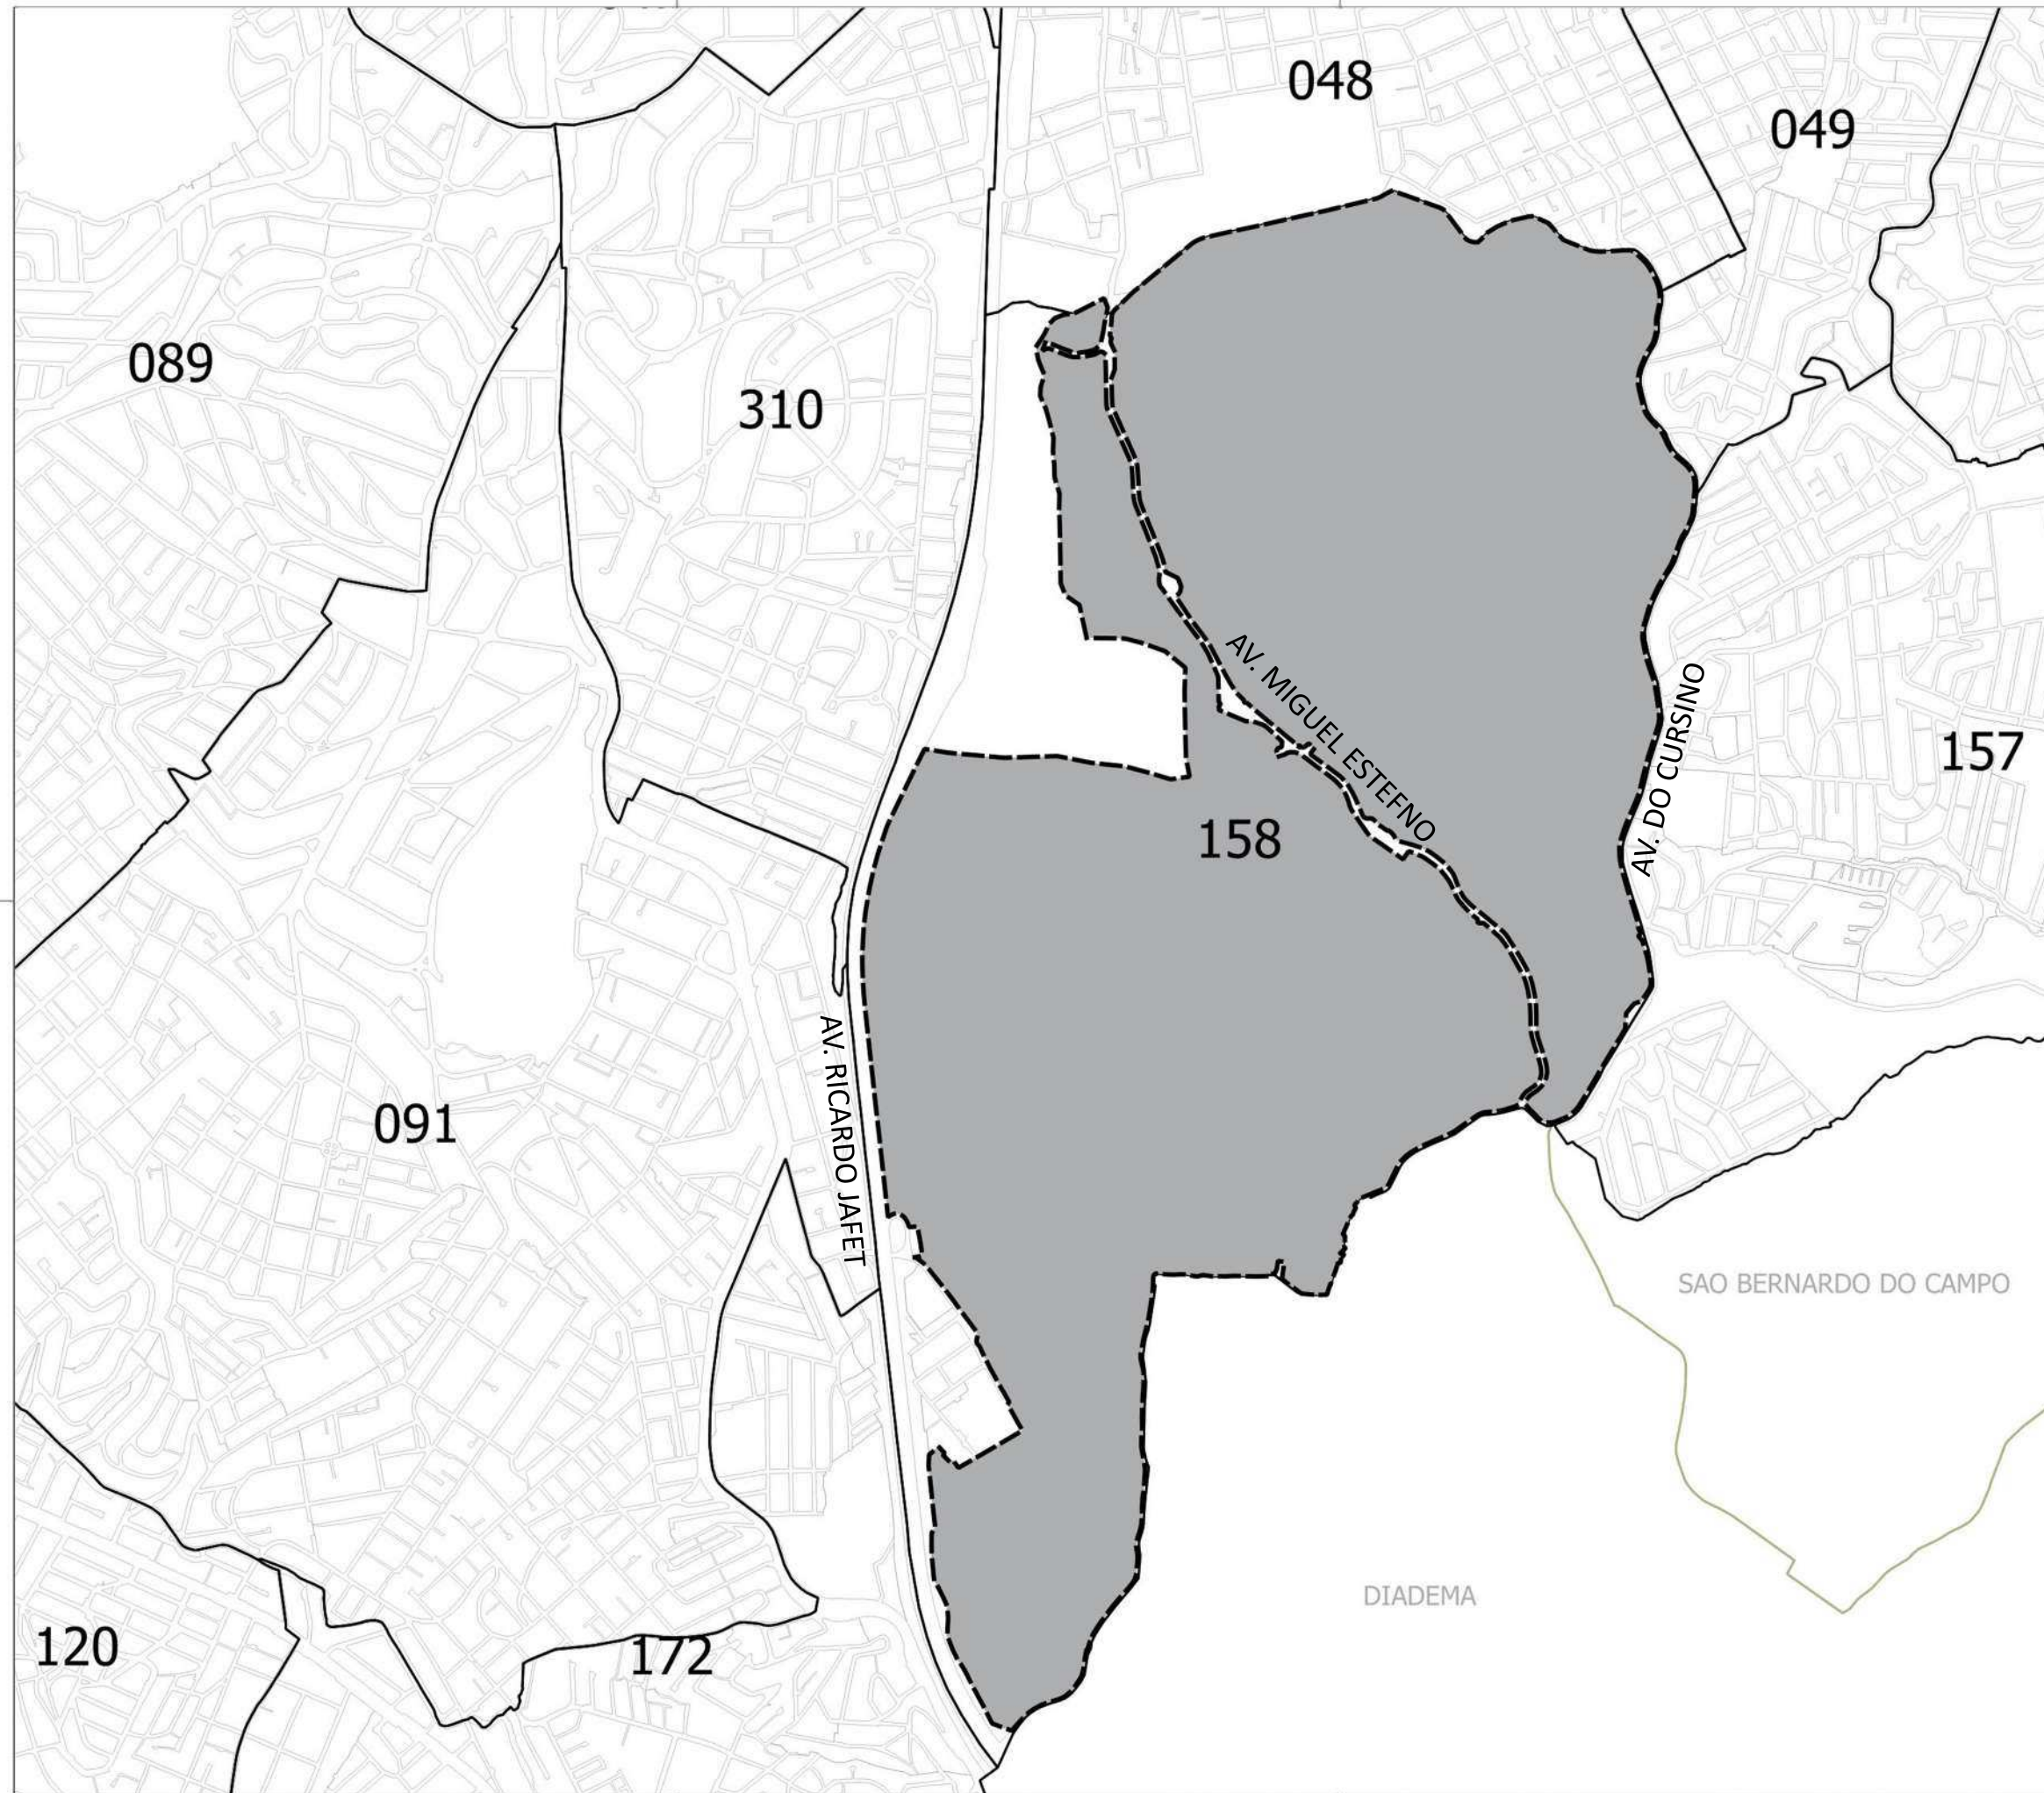 048
049
089
310
AV. MIGUEL ESTEFNO
AV. DO CURSINO
157
158
AV. RICARDO JAFET
091
SAO BERNARDO DO CAMPO
DIADEMA
120
172